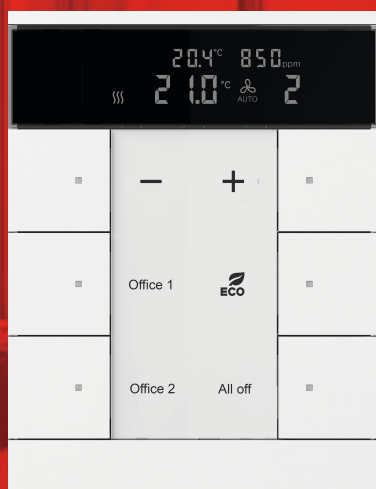 20.4°C 850ppm
21.0°C AUTO 2
− +
Office 1 ECO
Office 2 All off